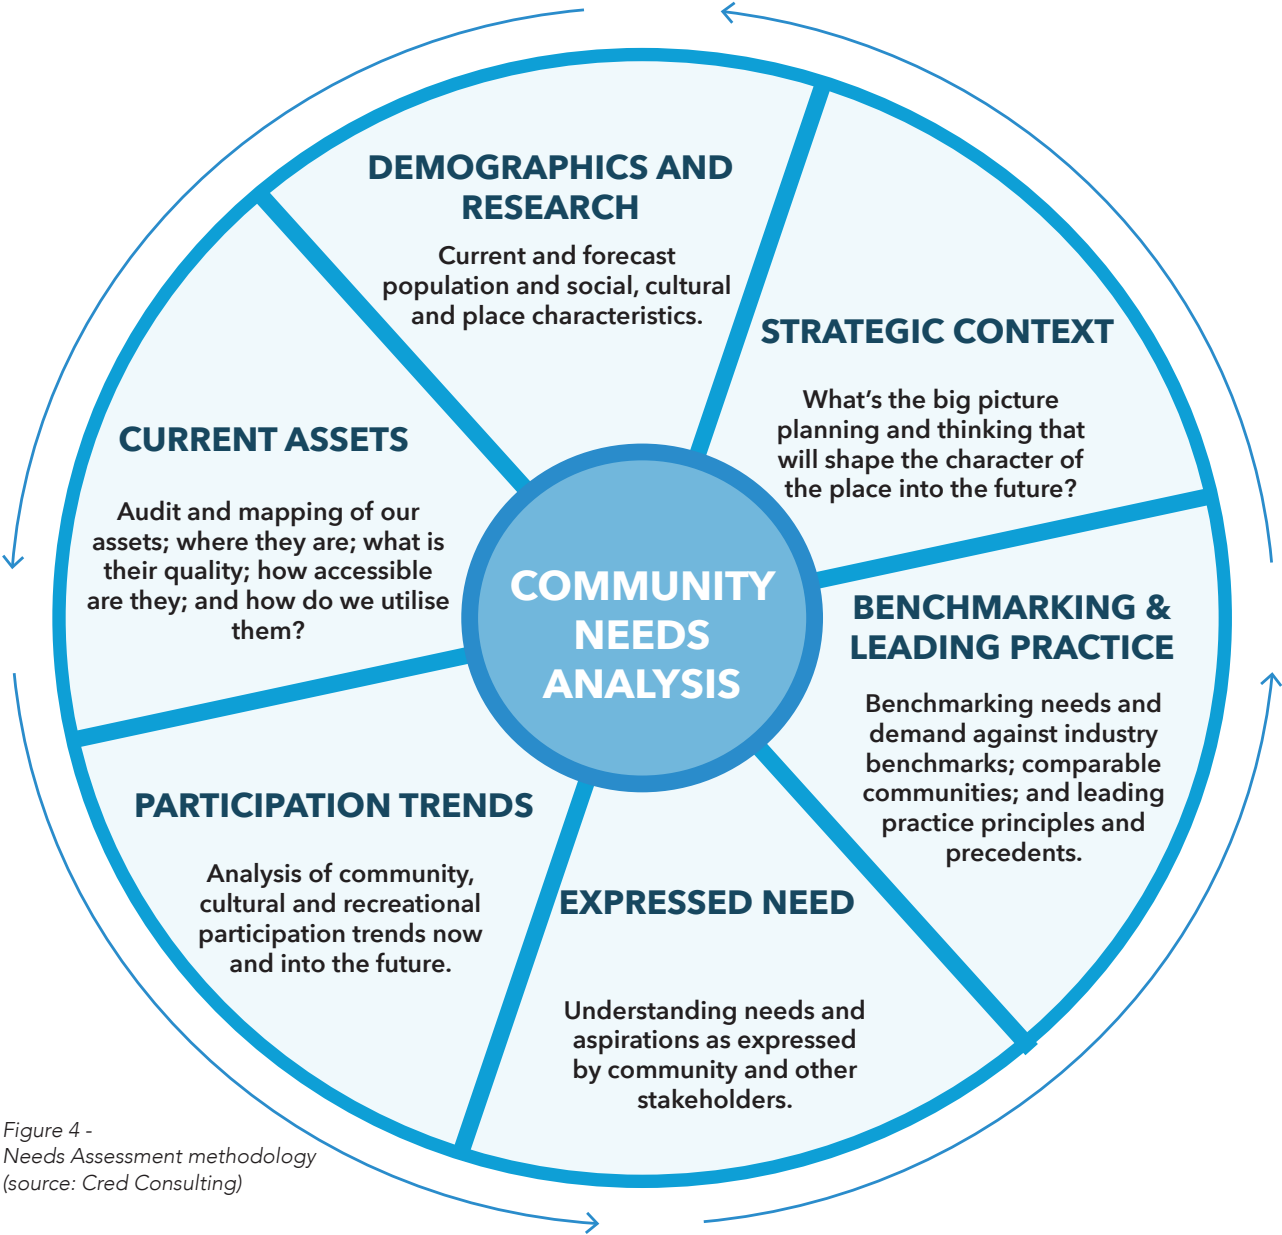 DEMOGRAPHICS AND
RESEARCH
Current and forecast
population and social, cultural
and place characteristics.
STRATEGIC CONTEXT
What’s the big picture
planning and thinking that
will shape the character of
the place into the future?
CURRENT ASSETS
Audit and mapping of our
assets; where they are; what is
their quality; how accessible
are they; and how do we utilise
them?
COMMUNITY
NEEDS
ANALYSIS
BENCHMARKING &
LEADING PRACTICE
Benchmarking needs and
demand against industry
benchmarks; comparable
communities; and leading
practice principles and
precedents.
PARTICIPATION TRENDS
Analysis of community,
cultural and recreational
participation trends now
and into the future.
EXPRESSED NEED
Understanding needs and
aspirations as expressed
by community and other
stakeholders.
Figure 4 -
Needs Assessment methodology
(source: Cred Consulting)